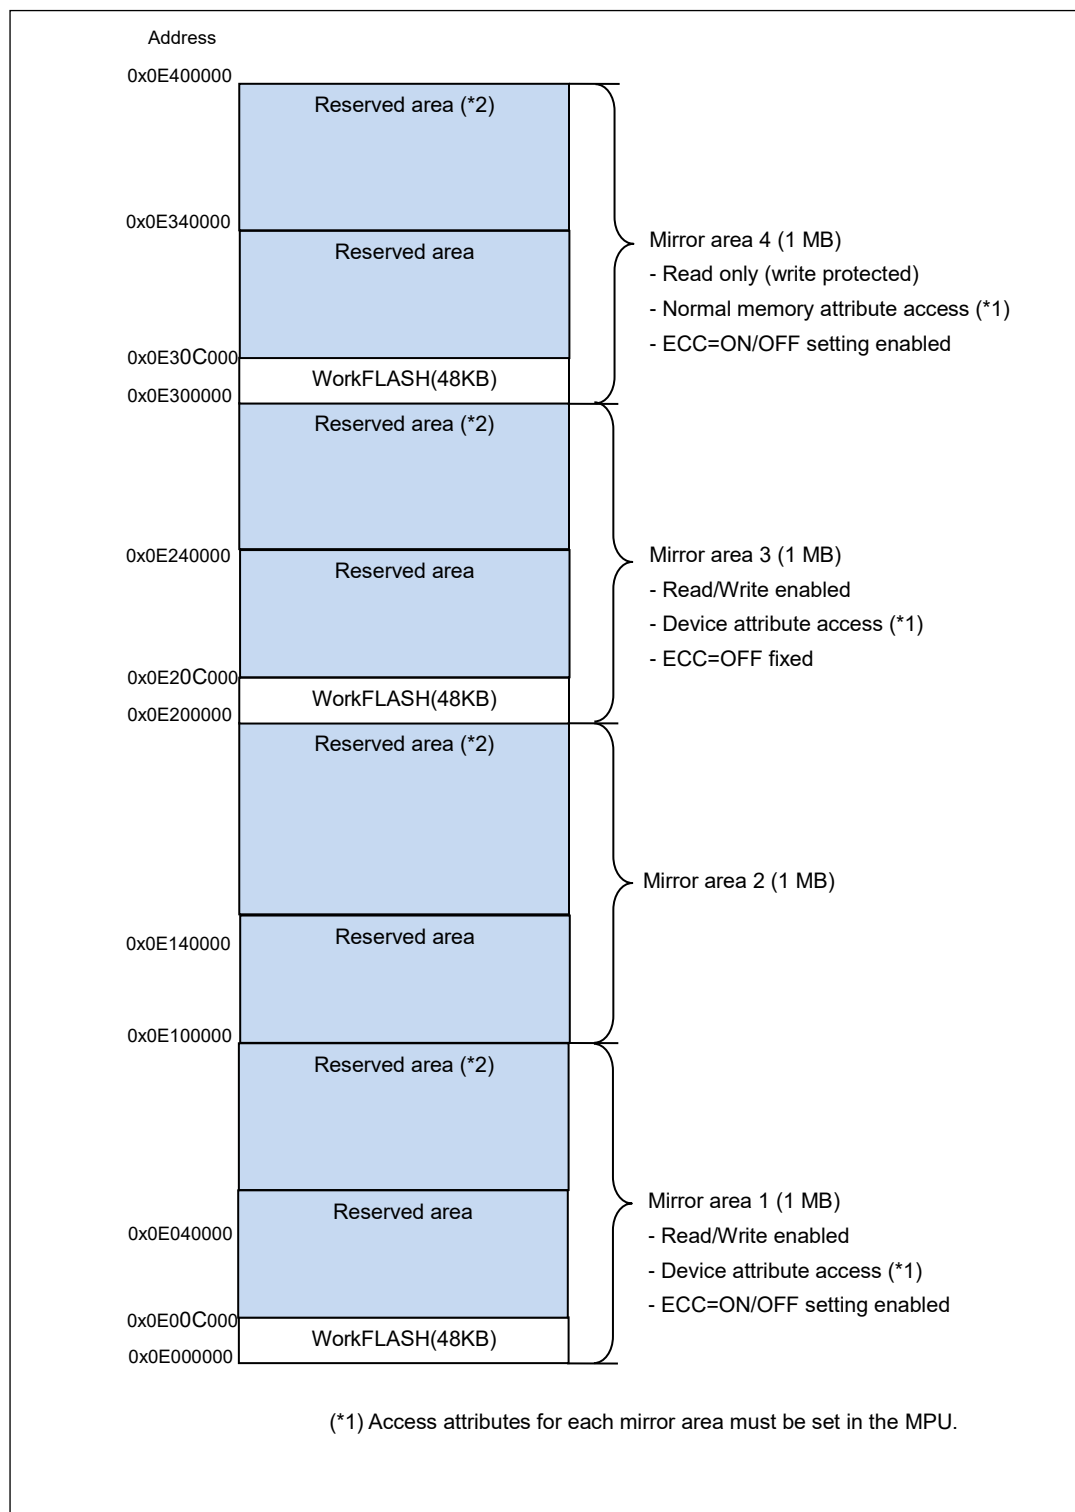 Address
0x0E400000
Reserved area (*2)
0x0E340000
Reserved area
Mirror area 4 (1 MB)
- Read only (write protected)
- Normal memory attribute access (*1)
- ECC=ON/OFF setting enabled
0x0E30C000
WorkFLASH(48KB)
0x0E300000
Reserved area (*2)
0x0E240000
Reserved area
Mirror area 3 (1 MB)
- Read/Write enabled
- Device attribute access (*1)
- ECC=OFF fixed
0x0E20C000
WorkFLASH(48KB)
0x0E200000
Reserved area (*2)
Mirror area 2 (1 MB)
0x0E140000
Reserved area
0x0E100000
Reserved area (*2)
Mirror area 1 (1 MB)
- Read/Write enabled
- Device attribute access (*1)
- ECC=ON/OFF setting enabled
Reserved area
0x0E040000
0x0E00C000
WorkFLASH(48KB)
0x0E000000
(*1) Access attributes for each mirror area must be set in the MPU.